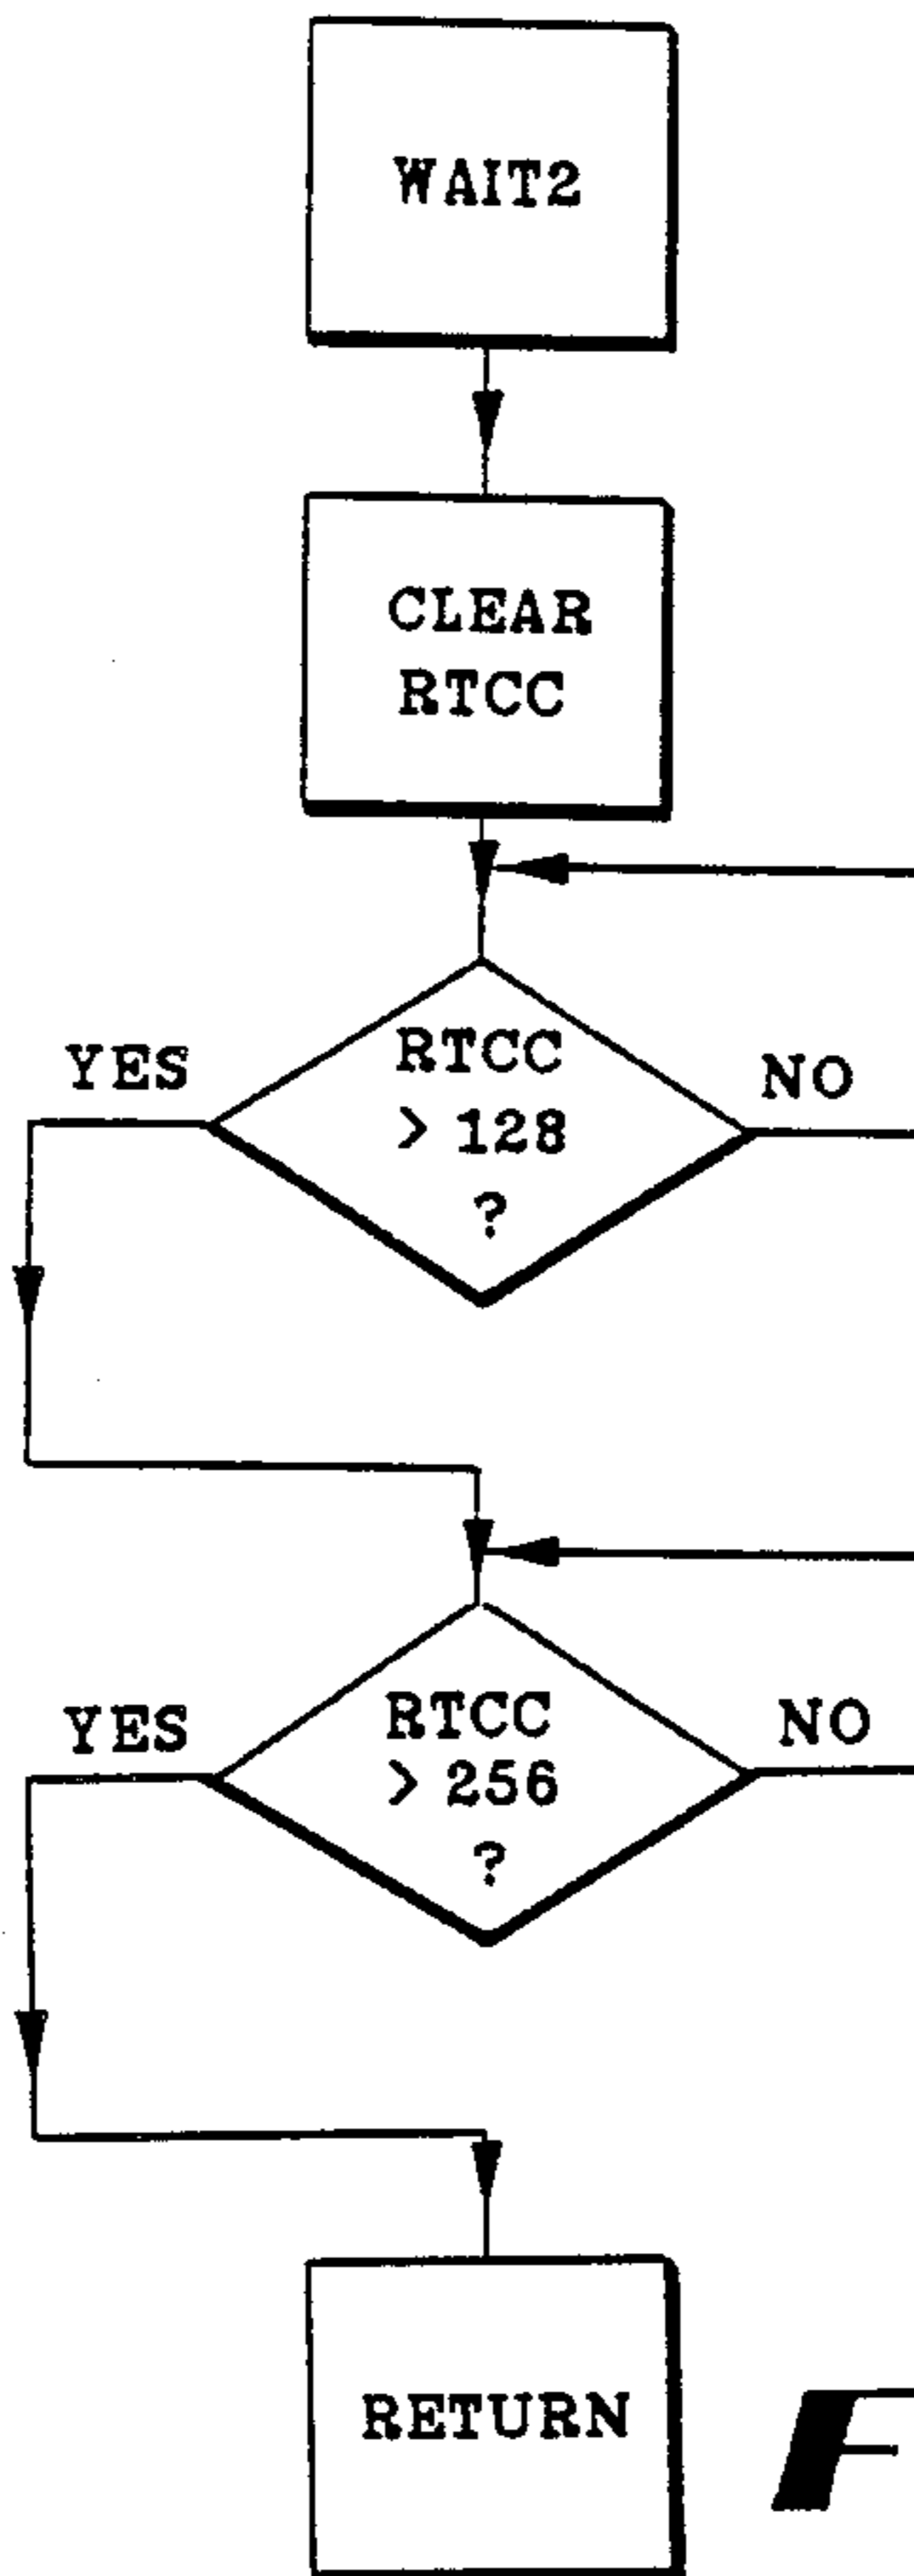 WAIT2
CLEAR
RTCC
RTCC
> 128
?
YES
NO
RTCC
> 256
?
YES
NO
RETURN
F